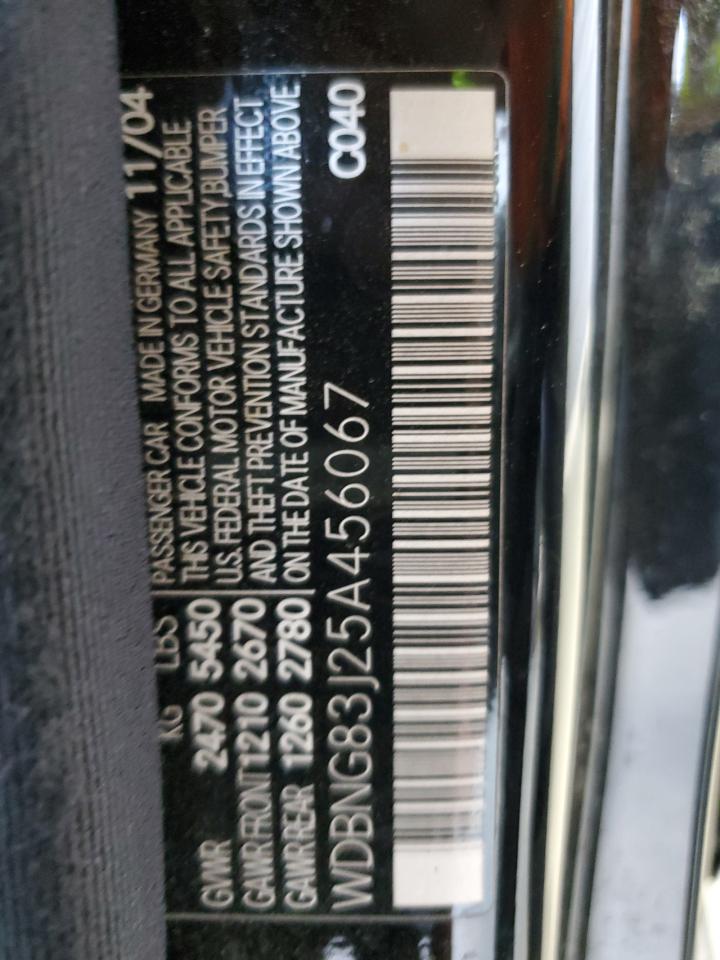 KG LBS PASSENGER CAR MADE IN GERMANY 11/04
GVWR 2470 5450 THIS VEHICLE CONFORMS TO ALL APPLICABLE
U.S. FEDERAL MOTOR VEHICLE SAFETY, BUMPER
GAWR FRONT 1210 2670 AND THEFT PREVENTION STANDARDS IN EFFECT
GAWR REAR 1260 2780 ON THE DATE OF MANUFACTURE SHOWN ABOVE
WDBNG83J25A456067 C040